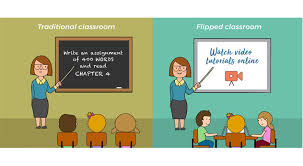 Traditional classroom
Write an assignment
of 400 WORDS
and read
CHAPTER 4
Flipped classroom
Watch video
tutorials online